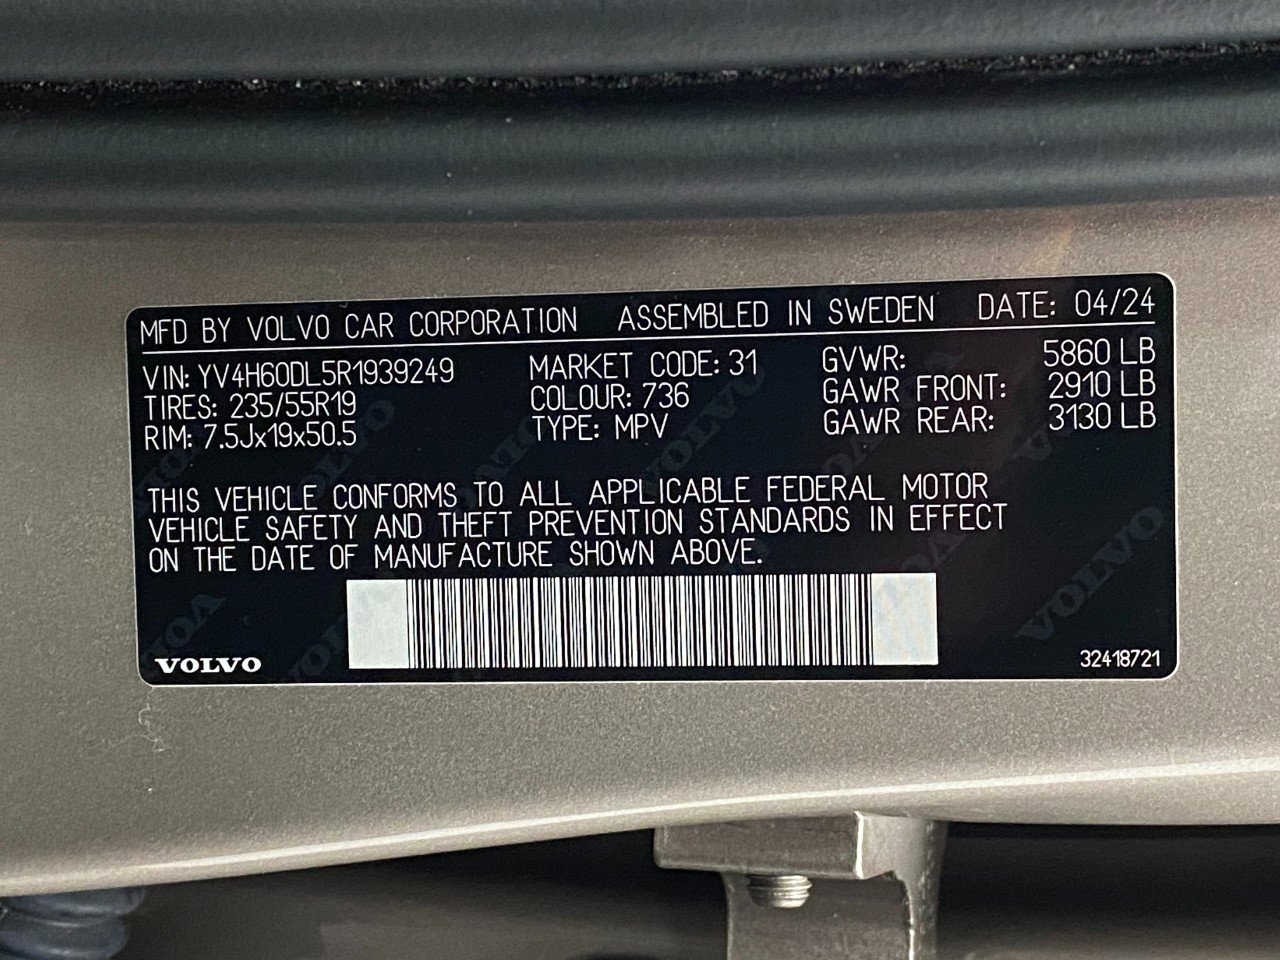 MFD BY VOLVO CAR CORPORATION ASSEMBLED IN SWEDEN DATE: 04/24
VIN: YV4H60DL5R1939249 MARKET CODE: 31 GVWR: 5860 LB
TIRES: 235/55R19 COLOUR: 736 GAWR FRONT: 2910 LB
RIM: 7.5Jx19x50.5 TYPE: MPV GAWR REAR: 3130 LB
THIS VEHICLE CONFORMS TO ALL APPLICABLE FEDERAL MOTOR
VEHICLE SAFETY AND THEFT PREVENTION STANDARDS IN EFFECT
ON THE DATE OF MANUFACTURE SHOWN ABOVE.
VOLVO 32418721